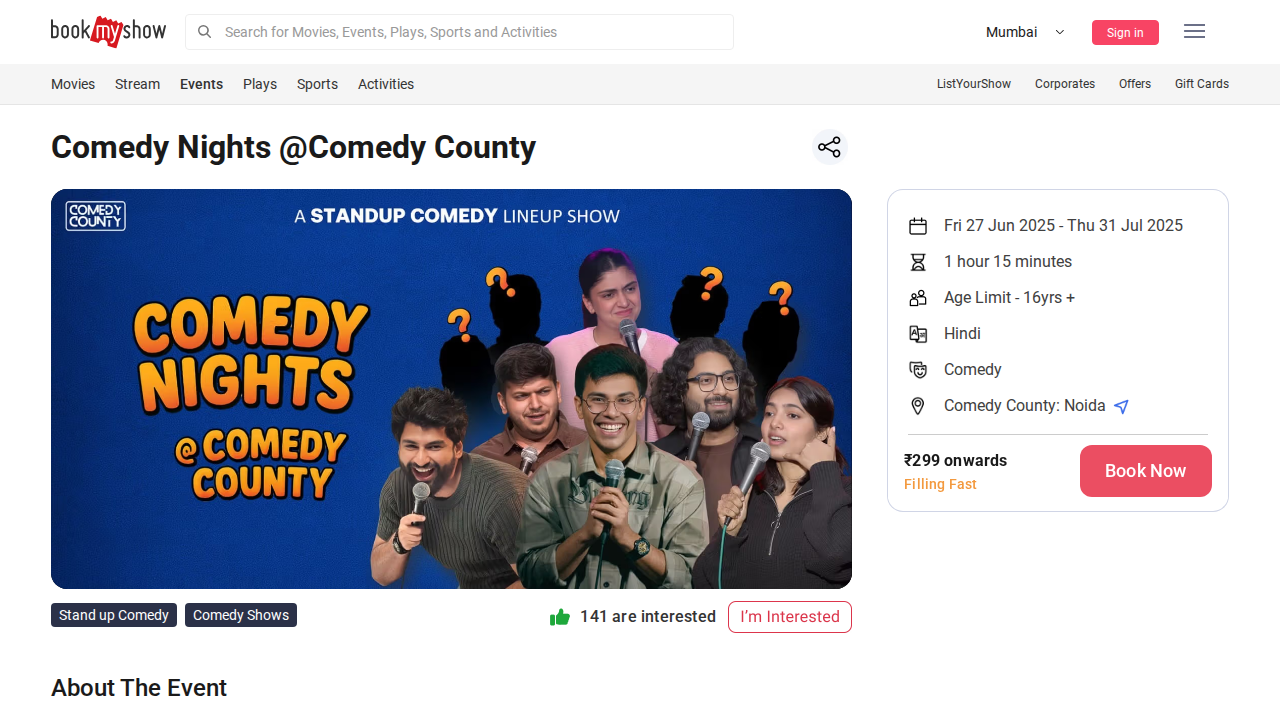 bookmyshow
Search for Movies, Events, Plays, Sports and Activities
Mumbai
Sign in
Movies
Stream
Events
Plays
Sports
Activities
ListYourShow
Corporates
Offers
Gift Cards
Comedy Nights @Comedy County
COMEDY
COUNTY
A STANDUP COMEDY LINEUP SHOW
? ? ? ?
COMEDY
NIGHTS
@ COMEDY
COUNTY
Fri 27 Jun 2025 - Thu 31 Jul 2025
1 hour 15 minutes
Age Limit - 16yrs +
Hindi
Comedy
Comedy County: Noida
₹299 onwards
Filling Fast
Book Now
Stand up Comedy
Comedy Shows
141 are interested
I’m Interested
About The Event